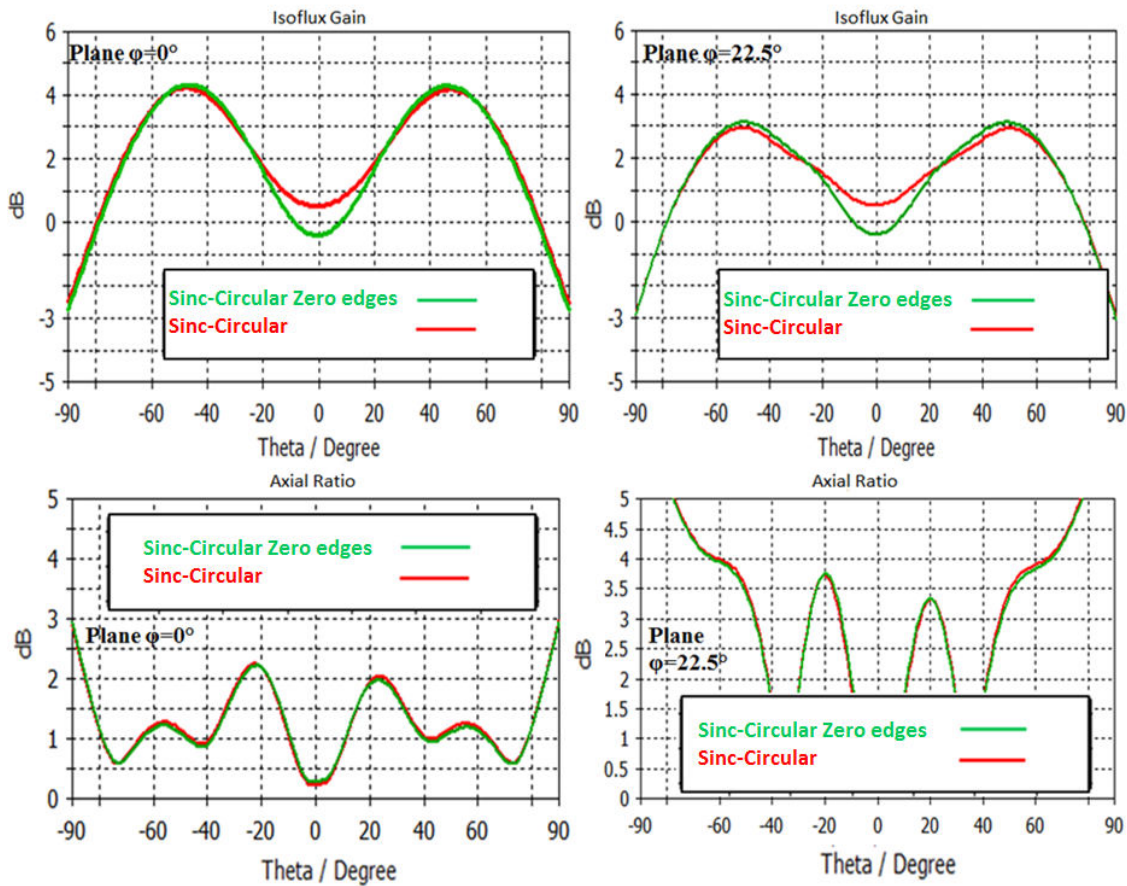 Isoflux Gain
Plane φ=0°
6
4
2
0
-3
-5
dB
Sinc-Circular Zero edges
Sinc-Circular
-90 -60 -40 -20 0 20 40 60 90
Theta / Degree
Isoflux Gain
Plane φ=22.5°
6
4
2
0
-3
-5
dB
Sinc-Circular Zero edges
Sinc-Circular
-90 -60 -40 -20 0 20 40 60 90
Theta / Degree
Axial Ratio
5
4
3
2
1
0
dB
Sinc-Circular Zero edges
Sinc-Circular
Plane φ=0°
-90 -60 -40 -20 0 20 40 60 90
Theta / Degree
Axial Ratio
5
4.5
4
3.5
3
2.5
2
1.5
1
0.5
0
dB
Plane
φ=22.5°
Sinc-Circular Zero edges
Sinc-Circular
-90 -60 -40 -20 0 20 40 60 90
Theta / Degree